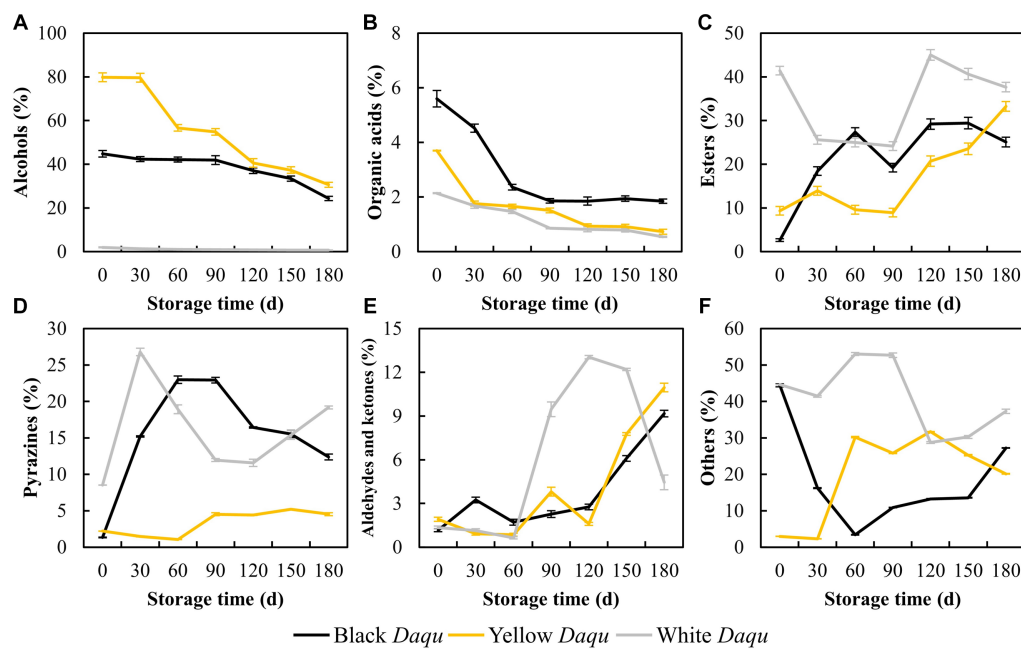 A
B
C
100
80
60
40
20
0
Alcohols (%)
0 30 60 90 120 150 180
Storage time (d)
8
6
4
2
0
Organic acids (%)
0 30 60 90 120 150 180
Storage time (d)
50
40
30
20
10
0
Esters (%)
0 30 60 90 120 150 180
Storage time (d)
D
E
F
30
25
20
15
10
5
0
Pyrazines (%)
0 30 60 90 120 150 180
Storage time (d)
15
12
9
6
3
0
Aldehydes and ketones (%)
0 30 60 90 120 150 180
Storage time (d)
60
50
40
30
20
10
0
Others (%)
0 30 60 90 120 150 180
Storage time (d)
Black Daqu Yellow Daqu White Daqu